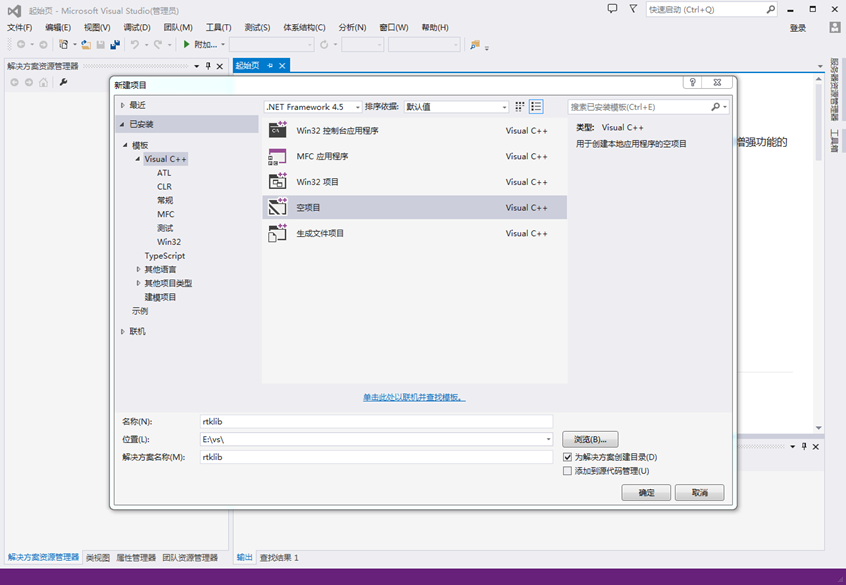 起始页 - Microsoft Visual Studio(管理员)
快速启动 (Ctrl+Q)
文件(F) 编辑(E) 视图(V) 调试(D) 团队(M) 工具(T) 测试(S) 体系结构(C) 分析(N) 窗口(W) 帮助(H)
登录
附加...
解决方案资源管理器
起始页
新建项目
最近
.NET Framework 4.5 排序依据: 默认值
搜索已安装模板(Ctrl+E)
已安装
模板
Visual C++
ATL
CLR
常规
MFC
测试
Win32
TypeScript
其他语言
其他项目类型
建模项目
示例
联机
Win32 控制台应用程序 Visual C++
MFC 应用程序 Visual C++
Win32 项目 Visual C++
空项目 Visual C++
生成文件项目 Visual C++
类型: Visual C++
用于创建本地应用程序的空项目
增强功能的
工具箱
单击此处以联机并查找模板。
名称(N): rtklib
位置(L): E:\vs\ 浏览(B)...
解决方案名称(M): rtklib
为解决方案创建目录(D)
添加到源代码管理(U)
确定 取消
解决方案资源管理器 类视图 属性管理器 团队资源管理器
输出 查找结果 1